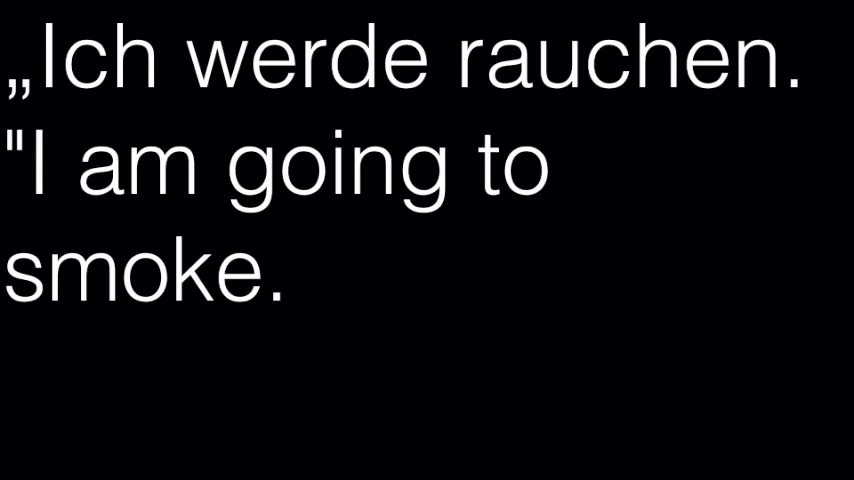 „Ich werde rauchen.
"I am going to
smoke.